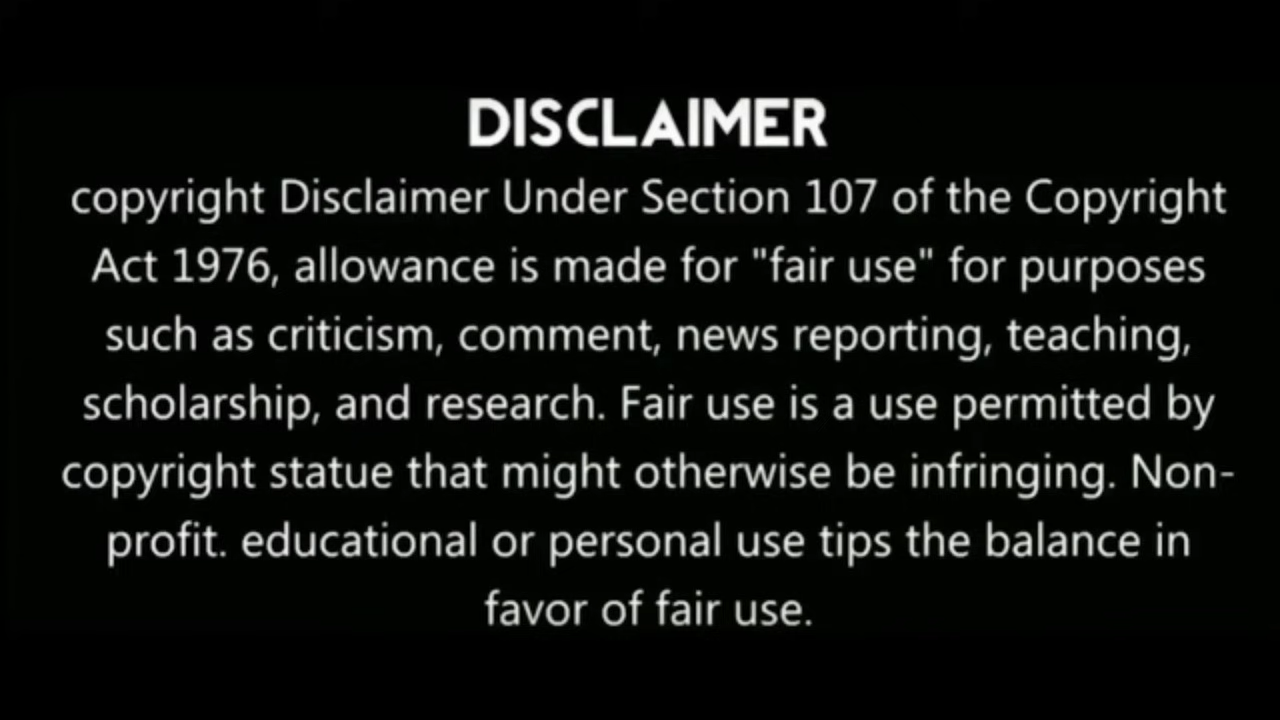 DISCLAIMER
copyright Disclaimer Under Section 107 of the Copyright
Act 1976, allowance is made for "fair use" for purposes
such as criticism, comment, news reporting, teaching,
scholarship, and research. Fair use is a use permitted by
copyright statue that might otherwise be infringing. Non-
profit. educational or personal use tips the balance in
favor of fair use.